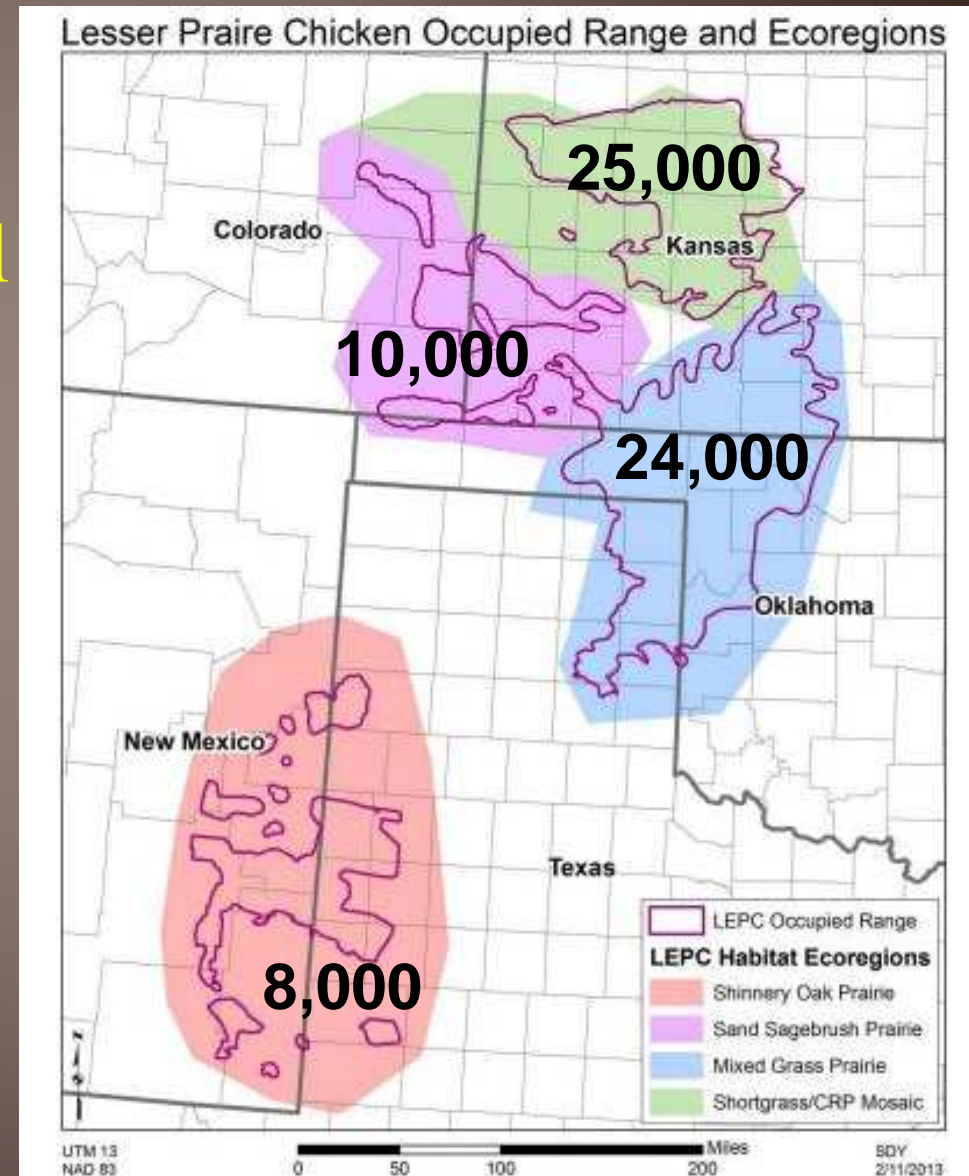 Lesser Praire Chicken Occupied Range and Ecoregions
25,000
Colorado
Kansas
10,000
24,000
Oklahoma
New Mexico
Texas
8,000
LEPC Occupied Range
LEPC Habitat Ecoregions
Shinnery Oak Prairie
Sand Sagebrush Prairie
Mixed Grass Prairie
Shortgrass/CRP Mosaic
UTM 13
NAD 83
Miles
0 50 100 200
SDY
2/11/2013